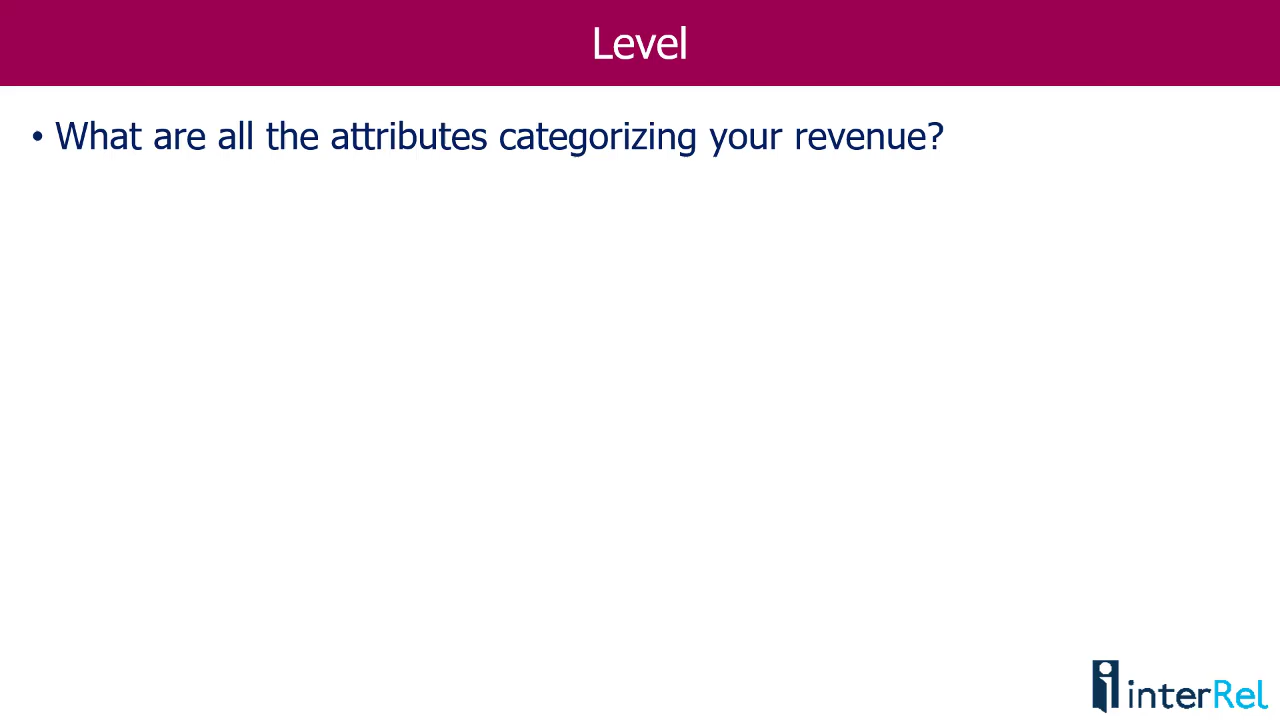 Level
• What are all the attributes categorizing your revenue?
interRel